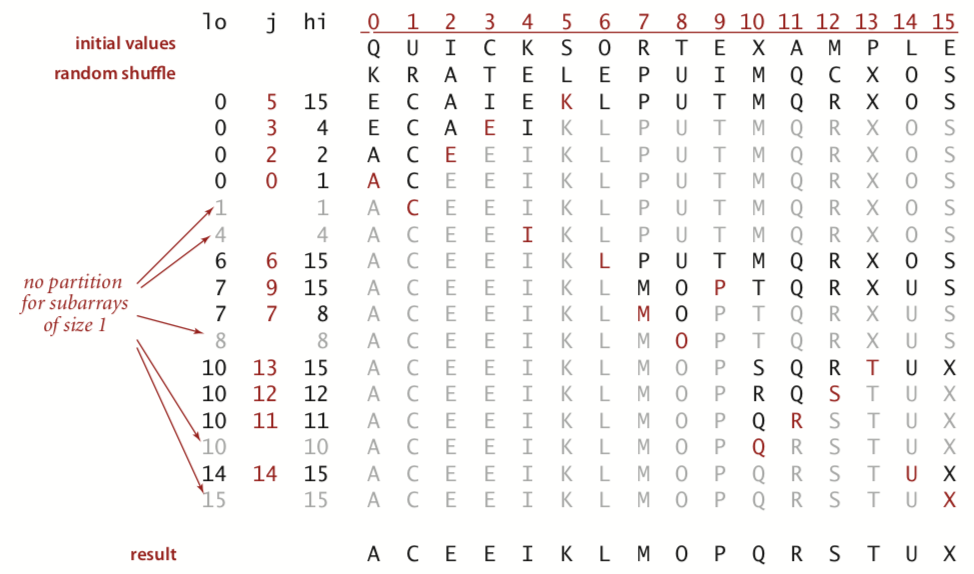 lo j hi 0 1 2 3 4 5 6 7 8 9 10 11 12 13 14 15
initial values Q U I C K S O R T E X A M P L E
random shuffle K R A T E L E P U I M Q C X O S
0 5 15 E C A I E K L P U T M Q R X O S
0 3 4 E C A E I K L P U T M Q R X O S
0 2 2 A C E E I K L P U T M Q R X O S
0 0 1 A C E E I K L P U T M Q R X O S
1 1 A C E E I K L P U T M Q R X O S
4 4 A C E E I K L P U T M Q R X O S
6 6 15 A C E E I K L P U T M Q R X O S
no partition
for subarrays
of size 1
7 9 15 A C E E I K L M O P T Q R X U S
7 7 8 A C E E I K L M O P T Q R X U S
8 8 A C E E I K L M O P T Q R X U S
10 13 15 A C E E I K L M O P S Q R T U X
10 12 12 A C E E I K L M O P R Q S T U X
10 11 11 A C E E I K L M O P Q R S T U X
10 10 A C E E I K L M O P Q R S T U X
14 14 15 A C E E I K L M O P Q R S T U X
15 15 A C E E I K L M O P Q R S T U X
result A C E E I K L M O P Q R S T U X